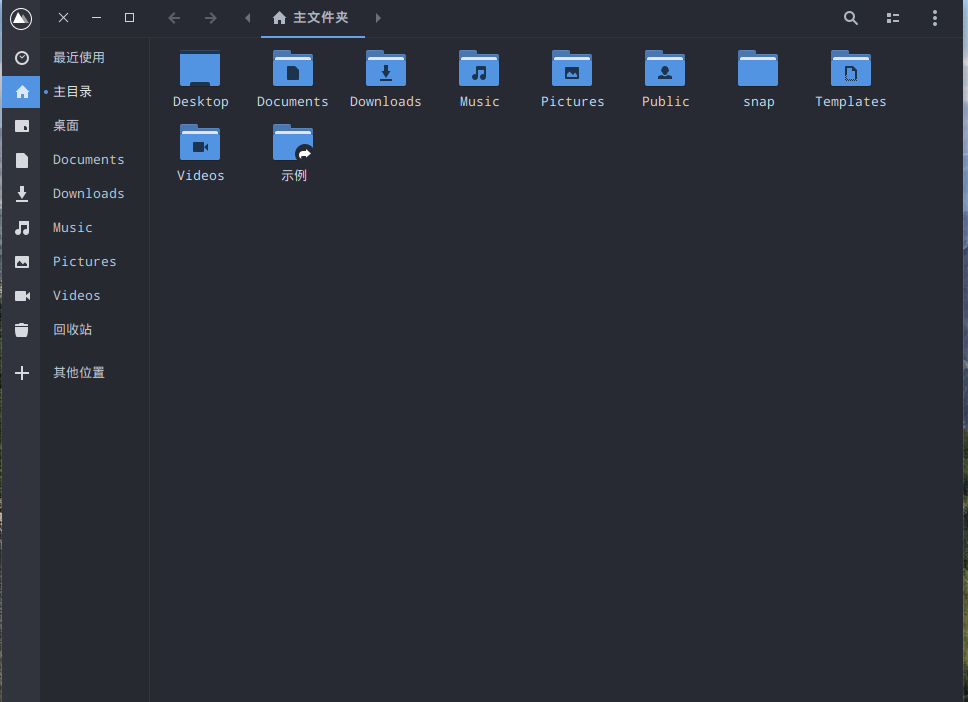 主文件夹
最近使用
主目录
桌面
Documents
Downloads
Music
Pictures
Videos
回收站
其他位置
Desktop Documents Downloads Music Pictures Public snap Templates
Videos 示例